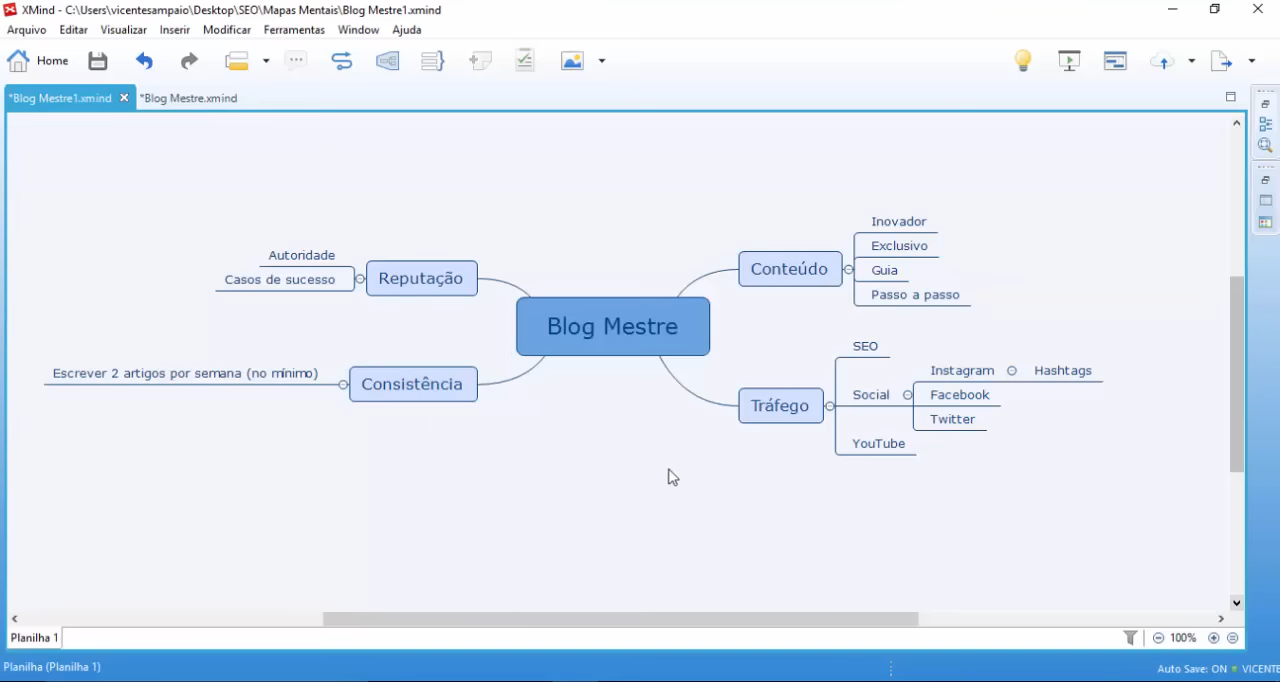 XMind - C:\Users\vicentesampaio\Desktop\SEO\Mapas Mentais\Blog Mestre1.xmind
Arquivo Editar Visualizar Inserir Modificar Ferramentas Window Ajuda
Home
*Blog Mestre1.xmind *Blog Mestre.xmind
Blog Mestre
Conteúdo
Inovador
Exclusivo
Guia
Passo a passo
Tráfego
SEO
Social
Instagram
Hashtags
Facebook
Twitter
YouTube
Reputação
Autoridade
Casos de sucesso
Consistência
Escrever 2 artigos por semana (no mínimo)
Planilha 1
100%
Planilha (Planilha 1)
Auto Save: ON VICENTE